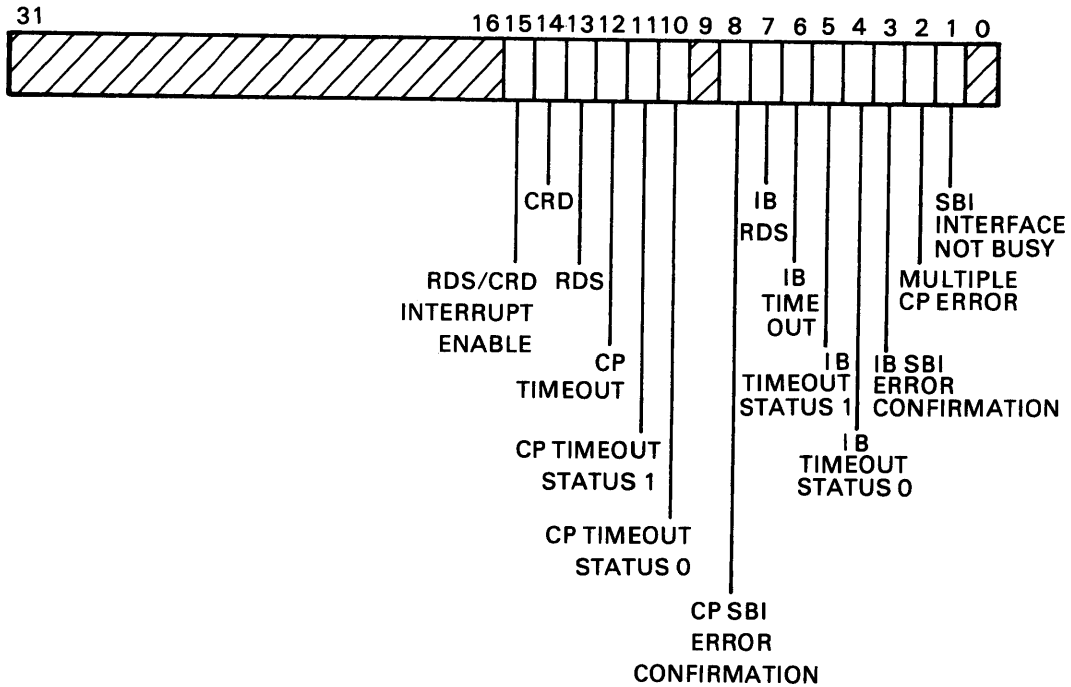 31 16 15 14 13 12 11 10 9 8 7 6 5 4 3 2 1 0
CRD
IB
RDS
SBI
INTERFACE
NOT BUSY
RDS/CRD
INTERRUPT
ENABLE
RDS
IB
TIME
OUT
MULTIPLE
CP ERROR
CP
TIMEOUT
IB
TIMEOUT
STATUS 1
IB SBI
ERROR
CONFIRMATION
CP TIMEOUT
STATUS 1
IB
TIMEOUT
STATUS 0
CP TIMEOUT
STATUS 0
CP SBI
ERROR
CONFIRMATION